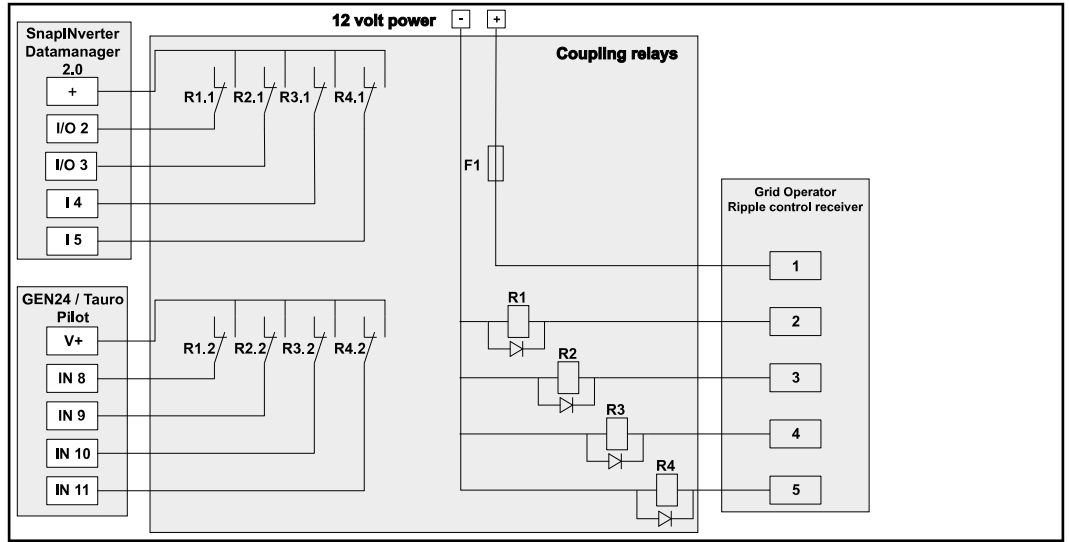 12 volt power - +
SnapINverter
Datamanager
2.0
+
I/O 2
I/O 3
I 4
I 5
R1.1 R2.1 R3.1 R4.1
Coupling relays
F1
Grid Operator
Ripple control receiver
1
2
3
4
5
GEN24 / Tauro
Pilot
V+
IN 8
IN 9
IN 10
IN 11
R1.2 R2.2 R3.2 R4.2
R1
R2
R3
R4